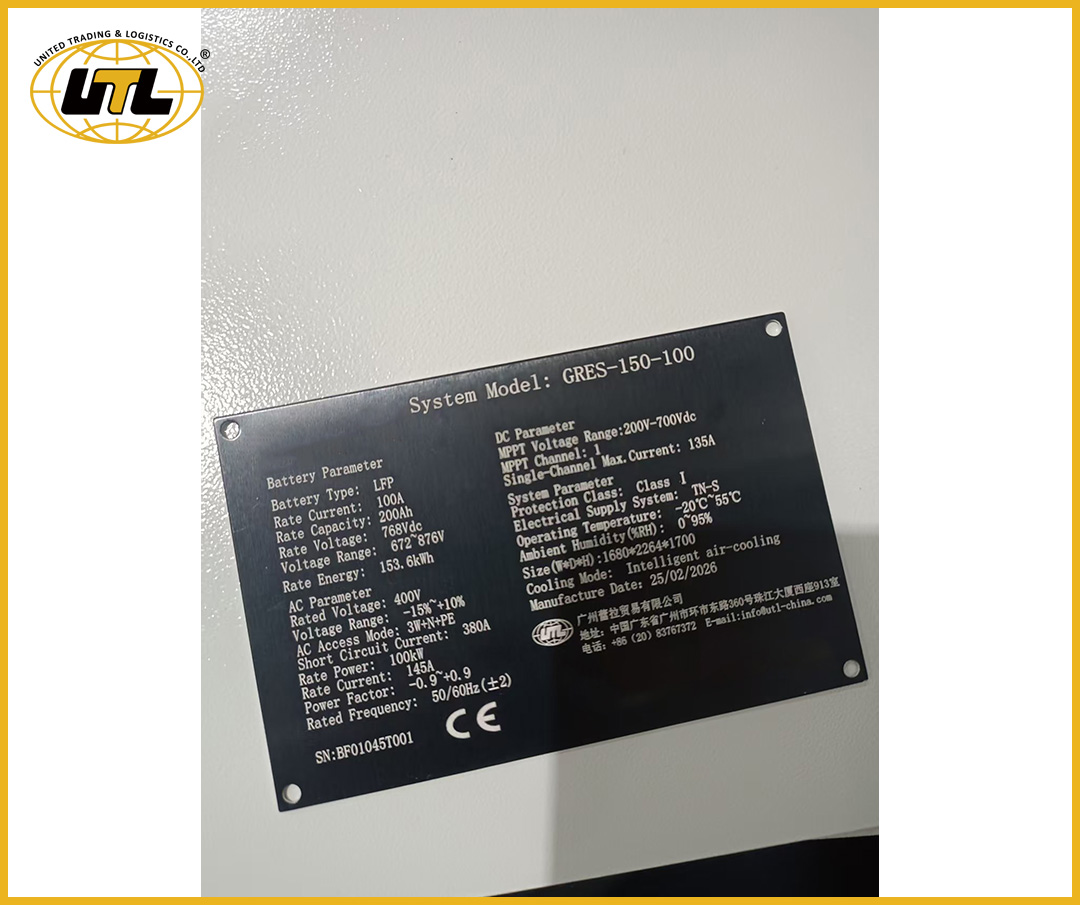 UNITED TRADING & LOGISTICS CO.,LTD
®
UTL
System Model: GRES-150-100
Battery Parameter
Battery Type: LFP
Rate Current: 100A
Rate Capacity: 200Ah
Rate Voltage: 768Vdc
Voltage Range: 672~876V
Rate Energy: 153.6kWh
AC Parameter
Rated Voltage: 400V
Voltage Range: -15%~+10%
AC Access Mode: 3W+N+PE
Short Circuit Current: 380A
Rate Power: 100kW
Rate Current: 145A
Power Factor: -0.9~+0.9
Rated Frequency: 50/60Hz(±2)
SN:BF01045T001
CE
DC Parameter
MPPT Voltage Range:200V-700Vdc
MPPT Channel: 1
Single-Channel Max.Current: 135A
System Parameter
Protection Class: Class I
Electrical Supply System: TN-S
Operating Temperature: -20℃~55℃
Ambient Humidity(%RH): 0~95%
Size(W*D*H):1680*2264*1700
Cooling Mode: Intelligent air-cooling
Manufacture Date: 25/02/2026
UTL
广州蕾拉贸易有限公司
地址: 中国广东省广州市环市东路360号珠江大厦西座913室
电话: +86 (20) 83767372 E-mail:info@utl-china.com